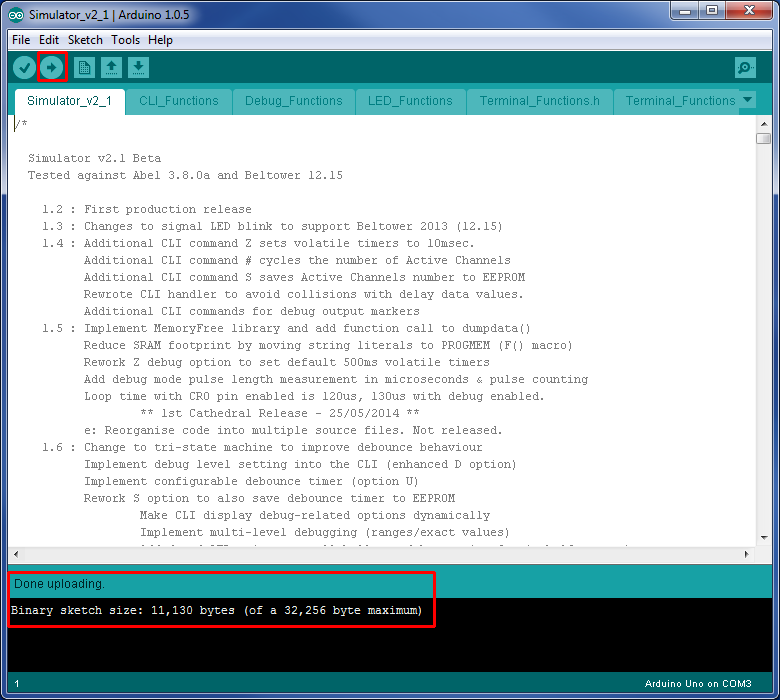 Simulator_v2_1 | Arduino 1.0.5
File Edit Sketch Tools Help
Simulator_v2_1 CLI_Functions Debug_Functions LED_Functions Terminal_Functions.h Terminal_Functions
/*
Simulator v2.1 Beta
Tested against Abel 3.8.0a and Beltower 12.15
1.2 : First production release
1.3 : Changes to signal LED blink to support Beltower 2013 (12.15)
1.4 : Additional CLI command Z sets volatile timers to 10msec.
Additional CLI command # cycles the number of Active Channels
Additional CLI command S saves Active Channels number to EEPROM
Rewrote CLI handler to avoid collisions with delay data values.
Additional CLI commands for debug output markers
1.5 : Implement MemoryFree library and add function call to dumpdata()
Reduce SRAM footprint by moving string literals to PROGMEM (F() macro)
Rework Z debug option to set default 500ms volatile timers
Add debug mode pulse length measurement in microseconds & pulse counting
Loop time with CRO pin enabled is 120us, 130us with debug enabled.
** 1st Cathedral Release - 25/05/2014 **
e: Reorganise code into multiple source files. Not released.
1.6 : Change to tri-state machine to improve debounce behaviour
Implement debug level setting into the CLI (enhanced D option)
Implement configurable debounce timer (option U)
Rework S option to also save debounce timer to EEPROM
Make CLI display debug-related options dynamically
Implement multi-level debugging (ranges/exact values)
Done uploading.
Binary sketch size: 11,130 bytes (of a 32,256 byte maximum)
1 Arduino Uno on COM3